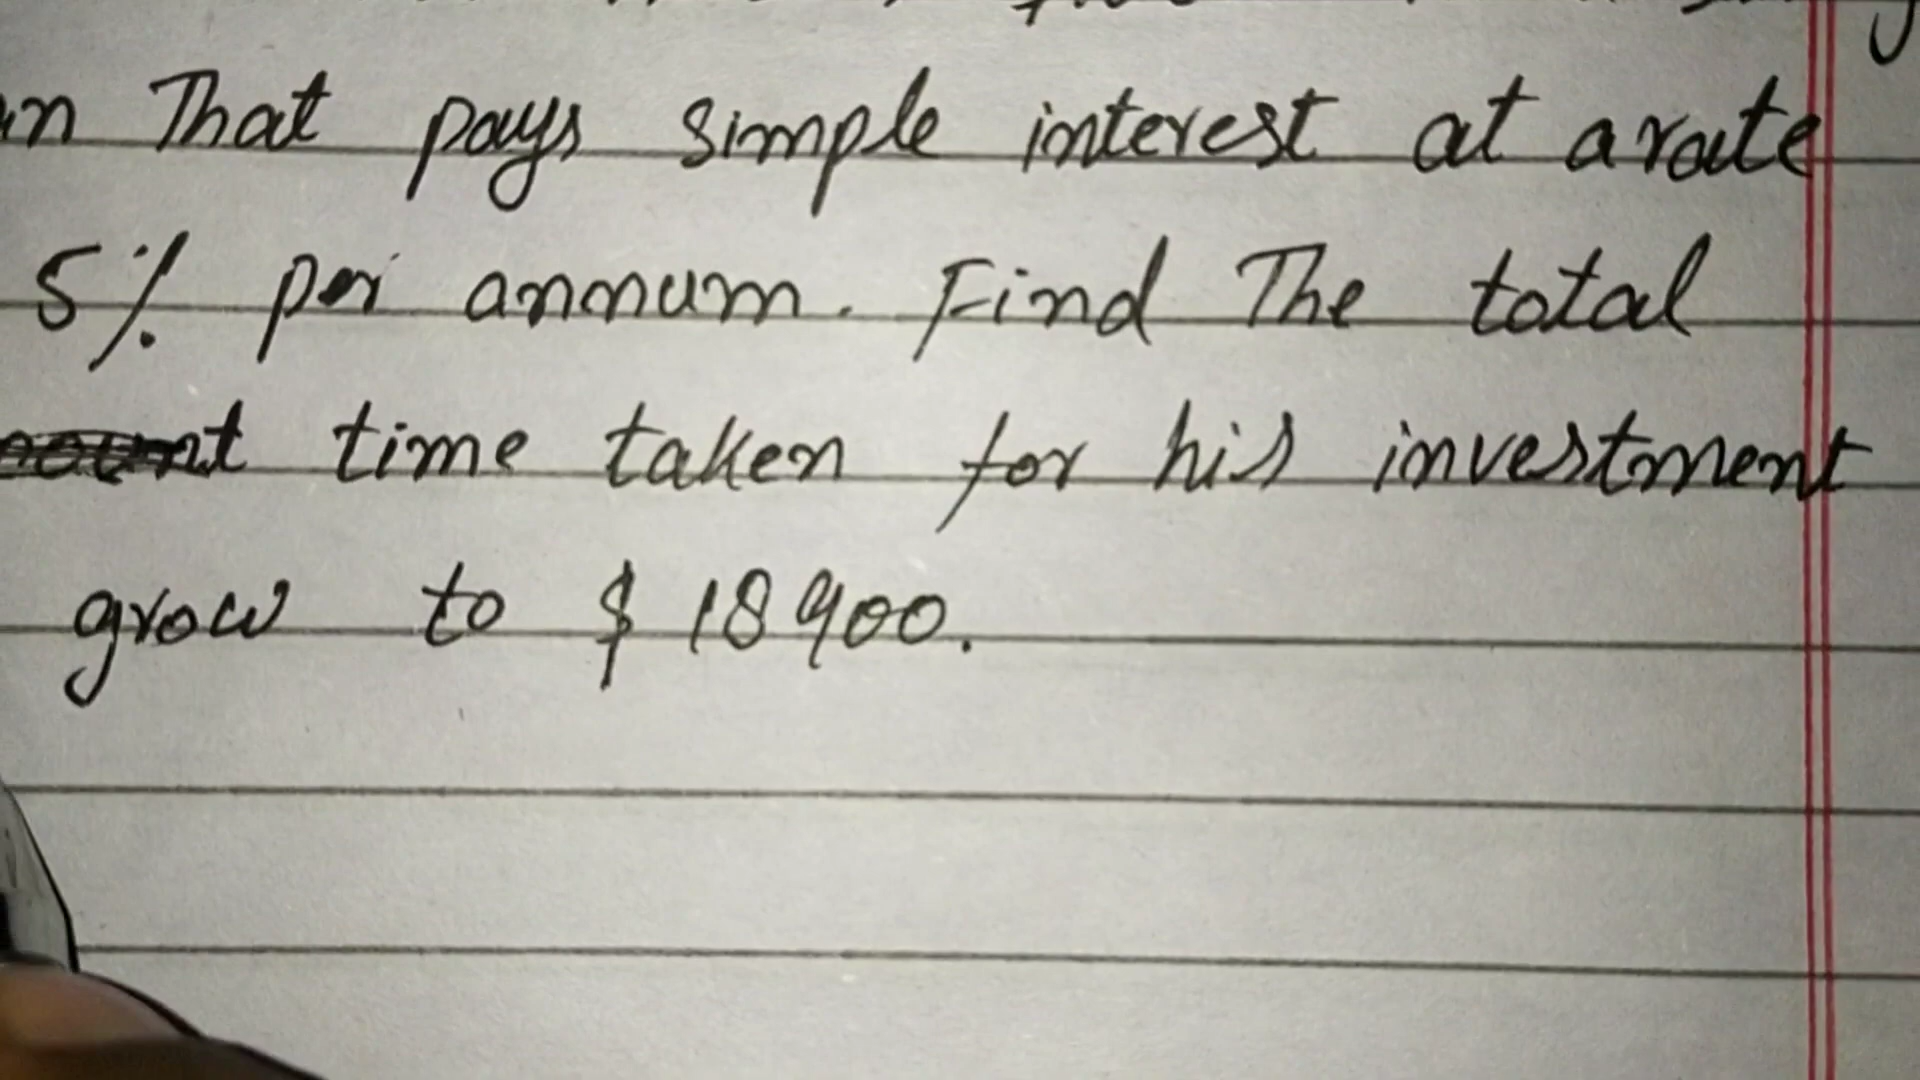 in That pays simple interest at a rate
5% per annum. Find The total
time taken for his investment
grow to $ 18900.